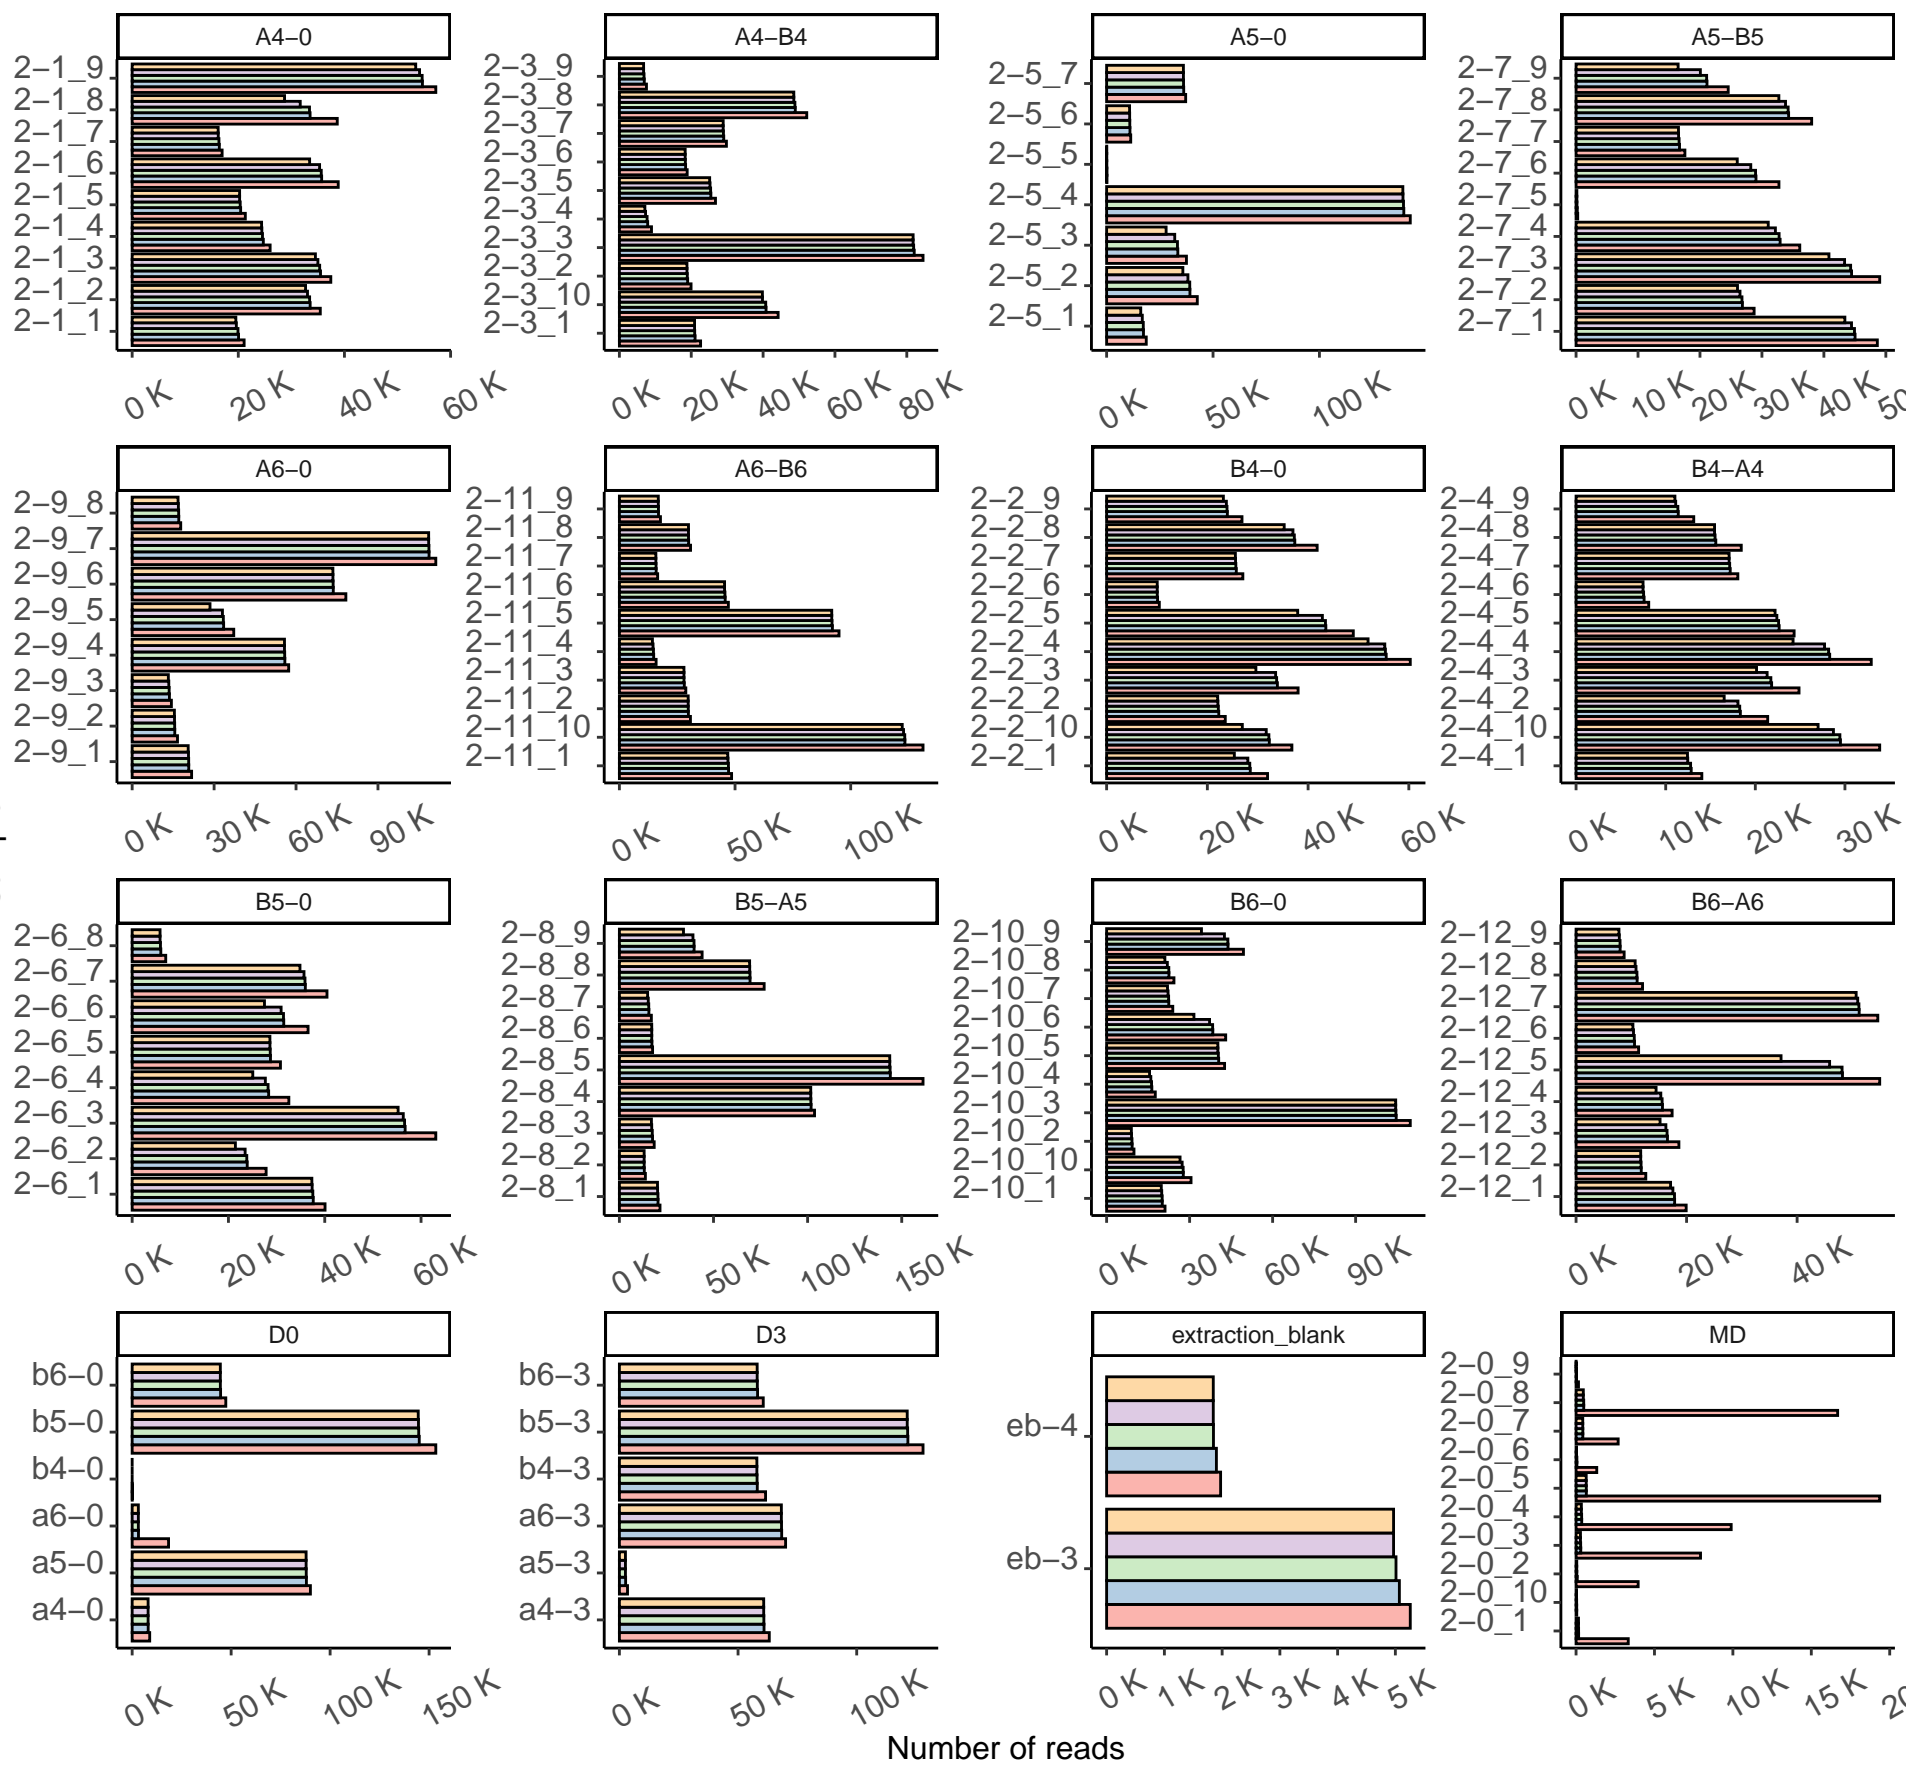 A4−0
A4−B4
A5−0
A5−B5
2−1_9
2−1_8
2−1_7
2−1_6
2−1_5
2−1_4
2−1_3
2−1_2
2−1_1
0 K
20 K
40 K
60 K
2−3_9
2−3_8
2−3_7
2−3_6
2−3_5
2−3_4
2−3_3
2−3_2
2−3_10
2−3_1
0 K
20 K
40 K
60 K
80 K
2−5_7
2−5_6
2−5_5
2−5_4
2−5_3
2−5_2
2−5_1
0 K
50 K
100 K
2−7_9
2−7_8
2−7_7
2−7_6
2−7_5
2−7_4
2−7_3
2−7_2
2−7_1
0 K
10 K
20 K
30 K
40 K
50
A6−0
A6−B6
B4−0
B4−A4
2−9_8
2−9_7
2−9_6
2−9_5
2−9_4
2−9_3
2−9_2
2−9_1
0 K
30 K
60 K
90 K
2−11_9
2−11_8
2−11_7
2−11_6
2−11_5
2−11_4
2−11_3
2−11_2
2−11_10
2−11_1
0 K
50 K
100 K
2−2_9
2−2_8
2−2_7
2−2_6
2−2_5
2−2_4
2−2_3
2−2_2
2−2_10
2−2_1
0 K
20 K
40 K
60 K
2−4_9
2−4_8
2−4_7
2−4_6
2−4_5
2−4_4
2−4_3
2−4_2
2−4_10
2−4_1
0 K
10 K
20 K
30 K
B5−0
B5−A5
B6−0
B6−A6
2−6_8
2−6_7
2−6_6
2−6_5
2−6_4
2−6_3
2−6_2
2−6_1
0 K
20 K
40 K
60 K
2−8_9
2−8_8
2−8_7
2−8_6
2−8_5
2−8_4
2−8_3
2−8_2
2−8_1
0 K
50 K
100 K
150 K
2−10_9
2−10_8
2−10_7
2−10_6
2−10_5
2−10_4
2−10_3
2−10_2
2−10_10
2−10_1
0 K
30 K
60 K
90 K
2−12_9
2−12_8
2−12_7
2−12_6
2−12_5
2−12_4
2−12_3
2−12_2
2−12_1
0 K
20 K
40 K
D0
D3
extraction_blank
MD
b6−0
b5−0
b4−0
a6−0
a5−0
a4−0
0 K
50 K
100 K
150 K
b6−3
b5−3
b4−3
a6−3
a5−3
a4−3
0 K
50 K
100 K
eb−4
eb−3
0 K
1 K
2 K
3 K
4 K
5 K
2−0_9
2−0_8
2−0_7
2−0_6
2−0_5
2−0_4
2−0_3
2−0_2
2−0_10
2−0_1
0 K
5 K
10 K
15 K
20
Number of reads